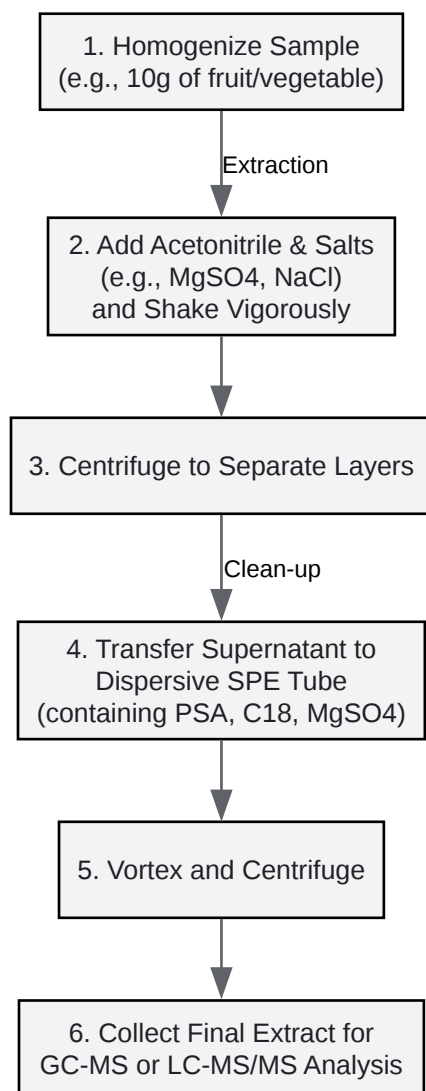 1. Homogenize Sample
(e.g., 10g of fruit/vegetable)
Extraction
2. Add Acetonitrile & Salts
(e.g., MgSO4, NaCl)
and Shake Vigorously
3. Centrifuge to Separate Layers
Clean-up
4. Transfer Supernatant to
Dispersive SPE Tube
(containing PSA, C18, MgSO4)
5. Vortex and Centrifuge
6. Collect Final Extract for
GC-MS or LC-MS/MS Analysis